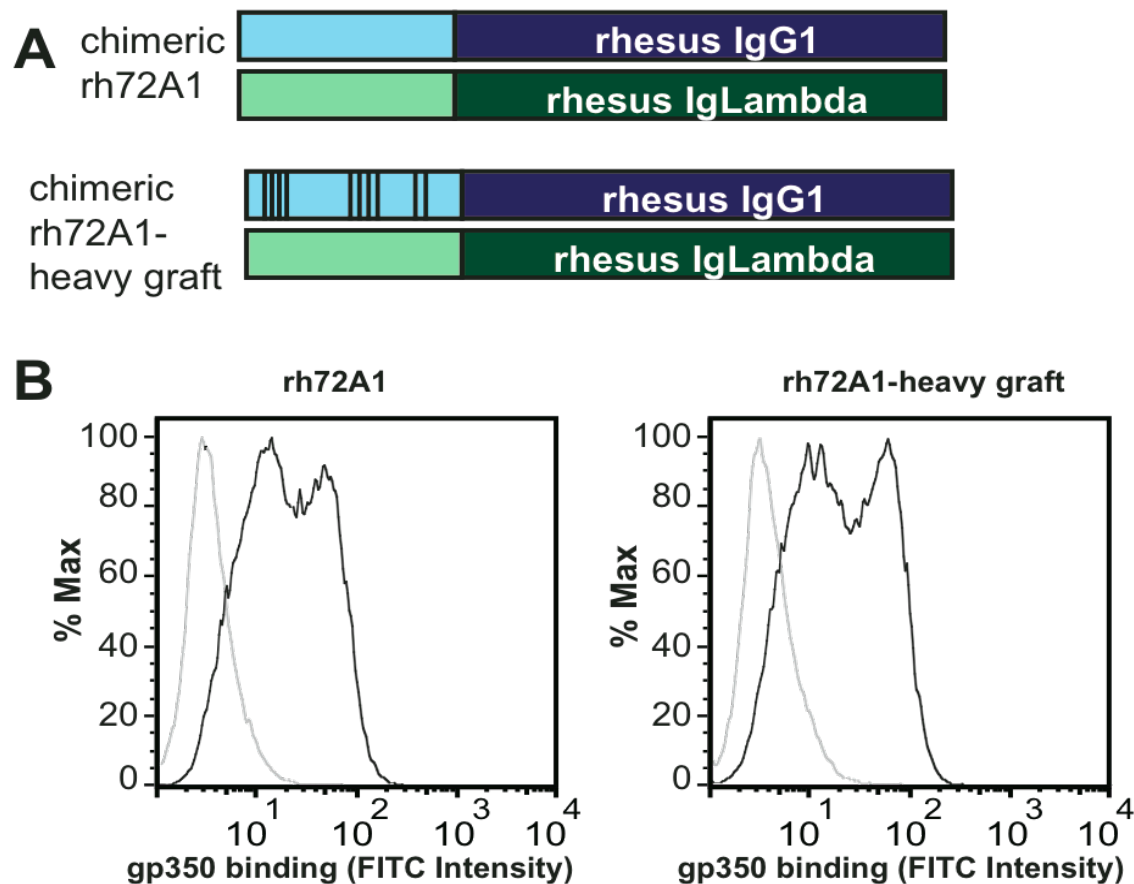 A
chimeric
rh72A1
rhesus IgG1
rhesus IgLambda
chimeric
rh72A1-
heavy graft
rhesus IgG1
rhesus IgLambda
B
rh72A1
% Max
100
80
60
40
20
0
10^1 10^2 10^3 10^4
gp350 binding (FITC Intensity)
rh72A1-heavy graft
% Max
100
80
60
40
20
0
10^1 10^2 10^3 10^4
gp350 binding (FITC Intensity)